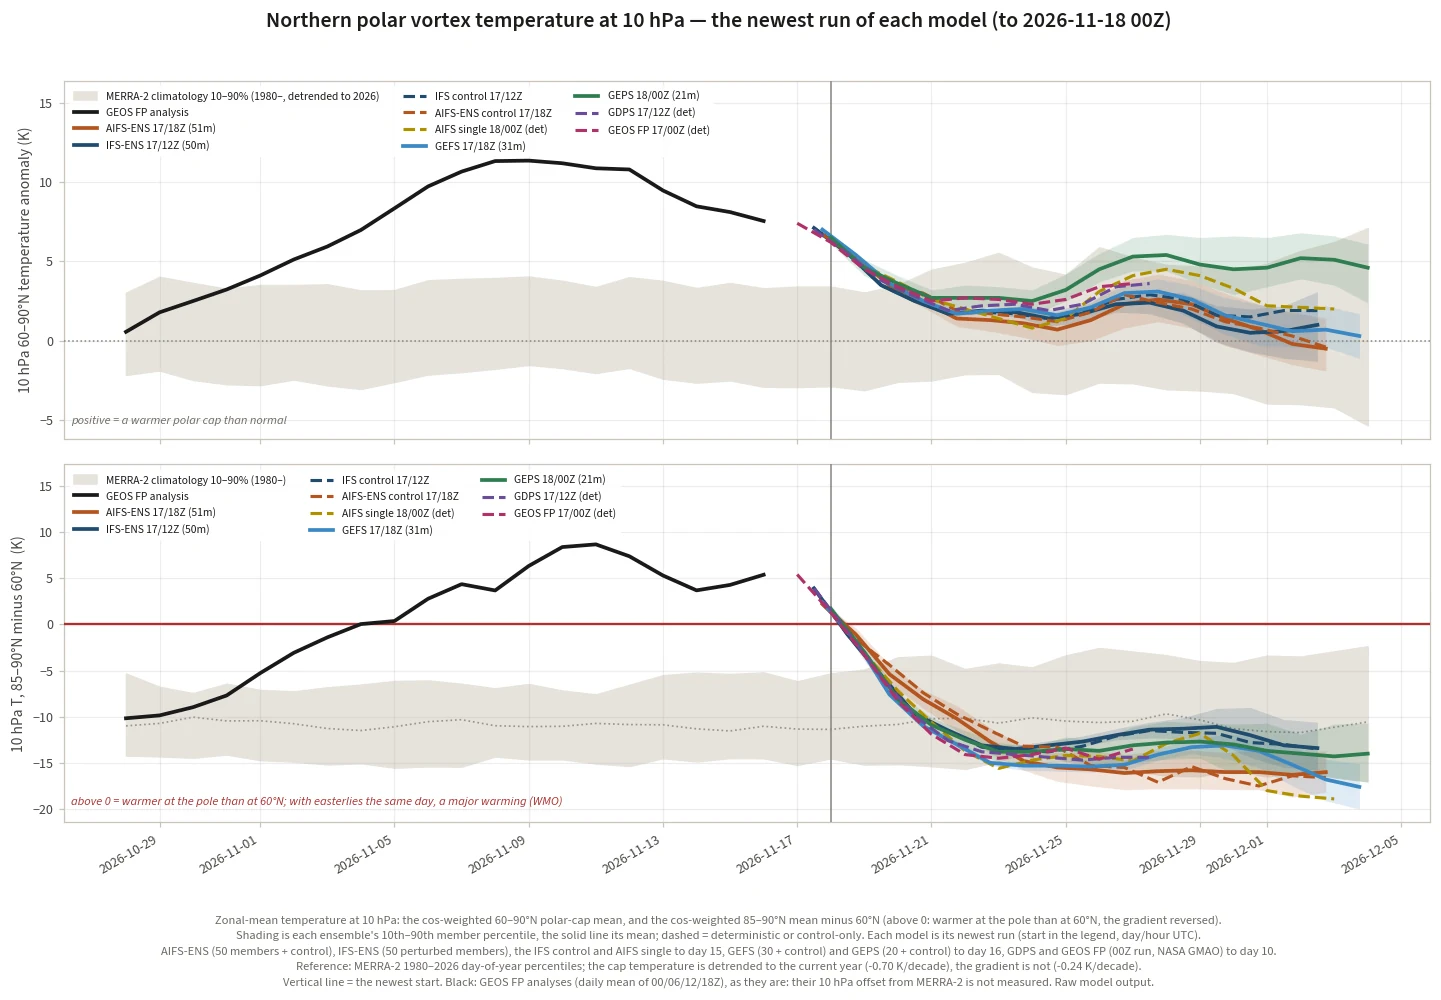 Northern polar vortex temperature at 10 hPa — the newest run of each model (to 2026-11-18 00Z)
10 hPa 60–90°N temperature anomaly (K)
15
10
5
0
−5
MERRA-2 climatology 10–90% (1980–, detrended to 2026)
GEOS FP analysis
AIFS-ENS 17/18Z (51m)
IFS-ENS 17/12Z (50m)
IFS control 17/12Z
AIFS-ENS control 17/18Z
AIFS single 18/00Z (det)
GEFS 17/18Z (31m)
GEPS 18/00Z (21m)
GDPS 17/12Z (det)
GEOS FP 17/00Z (det)
positive = a warmer polar cap than normal
10 hPa T, 85–90°N minus 60°N (K)
15
10
5
0
−5
−10
−15
−20
MERRA-2 climatology 10–90% (1980–)
GEOS FP analysis
AIFS-ENS 17/18Z (51m)
IFS-ENS 17/12Z (50m)
IFS control 17/12Z
AIFS-ENS control 17/18Z
AIFS single 18/00Z (det)
GEFS 17/18Z (31m)
GEPS 18/00Z (21m)
GDPS 17/12Z (det)
GEOS FP 17/00Z (det)
above 0 = warmer at the pole than at 60°N; with easterlies the same day, a major warming (WMO)
2026-10-29
2026-11-01
2026-11-05
2026-11-09
2026-11-13
2026-11-17
2026-11-21
2026-11-25
2026-11-29
2026-12-01
2026-12-05
Zonal-mean temperature at 10 hPa: the cos-weighted 60–90°N polar-cap mean, and the cos-weighted 85–90°N mean minus 60°N (above 0: warmer at the pole than at 60°N, the gradient reversed).
Shading is each ensemble's 10th–90th member percentile, the solid line its mean; dashed = deterministic or control-only. Each model is its newest run (start in the legend, day/hour UTC).
AIFS-ENS (50 members + control), IFS-ENS (50 perturbed members), the IFS control and AIFS single to day 15, GEFS (30 + control) and GEPS (20 + control) to day 16, GDPS and GEOS FP (00Z run, NASA GMAO) to day 10.
Reference: MERRA-2 1980–2026 day-of-year percentiles; the cap temperature is detrended to the current year (-0.70 K/decade), the gradient is not (-0.24 K/decade).
Vertical line = the newest start. Black: GEOS FP analyses (daily mean of 00/06/12/18Z), as they are: their 10 hPa offset from MERRA-2 is not measured. Raw model output.